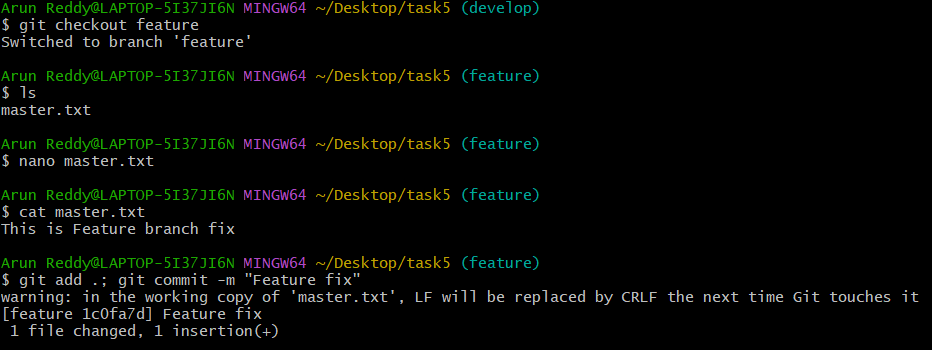 Arun Reddy@LAPTOP-5I37JI6N MINGW64 ~/Desktop/task5 (develop)
$ git checkout feature
Switched to branch 'feature'
Arun Reddy@LAPTOP-5I37JI6N MINGW64 ~/Desktop/task5 (feature)
$ ls
master.txt
Arun Reddy@LAPTOP-5I37JI6N MINGW64 ~/Desktop/task5 (feature)
$ nano master.txt
Arun Reddy@LAPTOP-5I37JI6N MINGW64 ~/Desktop/task5 (feature)
$ cat master.txt
This is Feature branch fix
Arun Reddy@LAPTOP-5I37JI6N MINGW64 ~/Desktop/task5 (feature)
$ git add .; git commit -m "Feature fix"
warning: in the working copy of 'master.txt', LF will be replaced by CRLF the next time Git touches it
[feature 1c0fa7d] Feature fix
 1 file changed, 1 insertion(+)